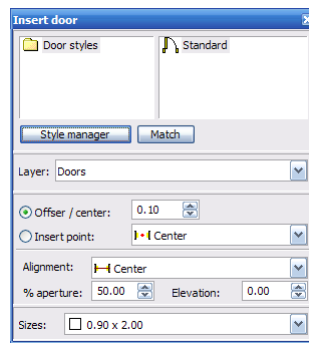 Insert door
Door styles
Standard
Style manager
Match
Layer: Doors
Offser / center: 0.10
Insert point: Center
Alignment: Center
% aperture: 50.00 Elevation: 0.00
Sizes: 0.90 x 2.00